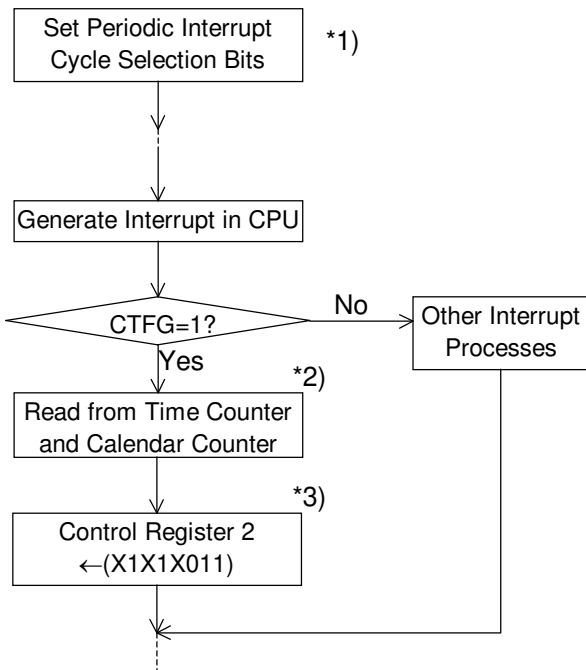 Set Periodic Interrupt
Cycle Selection Bits
*1)
Generate Interrupt in CPU
CTFG=1?
No
Other Interrupt
Processes
Yes
*2)
Read from Time Counter
and Calendar Counter
*3)
Control Register 2
←(X1X1X011)